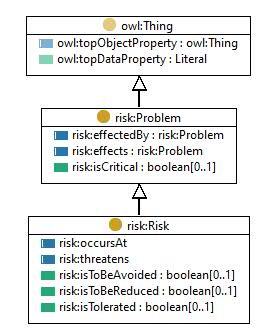 owl:Thing
owl:topObjectProperty : owl:Thing
owl:topDataProperty : Literal
risk:Problem
risk:effectedBy : risk:Problem
risk:effects : risk:Problem
risk:isCritical : boolean[0..1]
risk:Risk
risk:occursAt
risk:threatens
risk:isToBeAvoided : boolean[0..1]
risk:isToBeReduced : boolean[0..1]
risk:isTolerated : boolean[0..1]